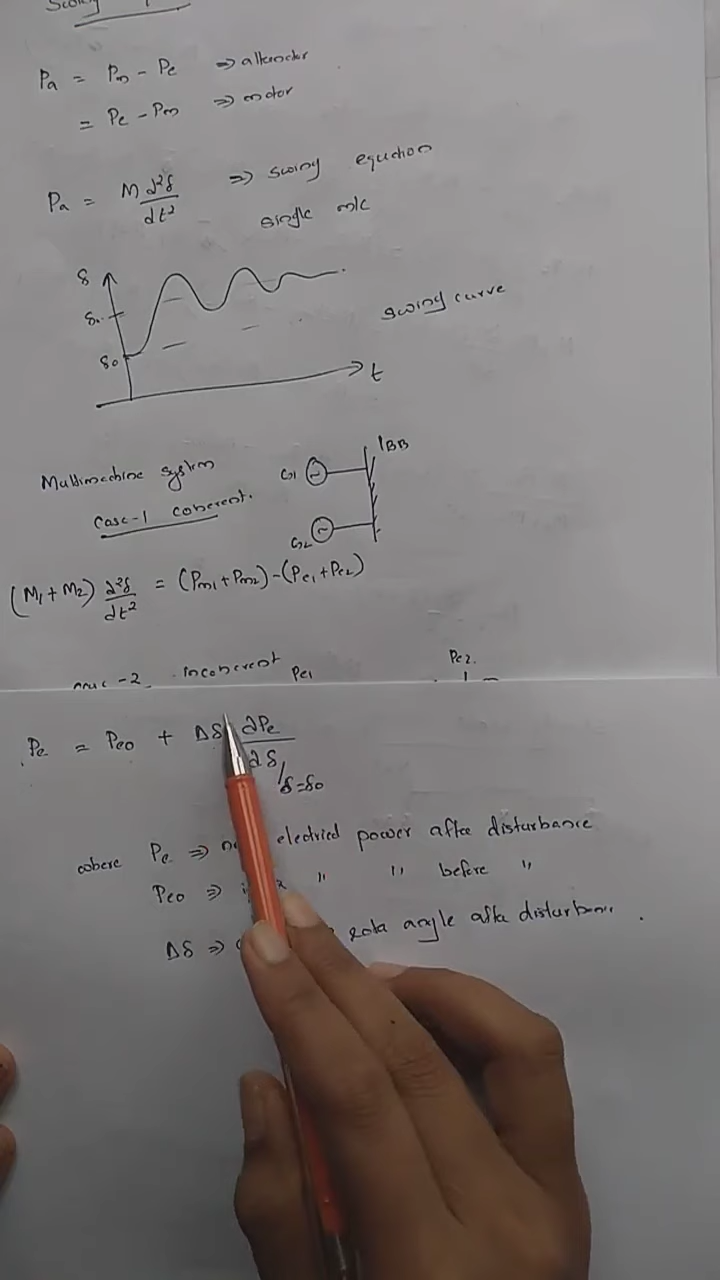 Pa = Pm - Pe ⇒ alternator
= Pe - Pm ⇒ motor
Pa = M d²δ/dt² ⇒ swing equation
single m/c
δ
δ0
t
swing curve
Multimachine system
Case-1 coherent.
G1
G2
IBB
(M1 + M2) d²δ/dt² = (Pm1 + Pm2) - (Pe1 + Pe2)
-2 incoherent
Pe1
Pe2
Pe = Peo + Δδ ∂Pe/∂δ /δ=δ0
where Pe ⇒ electrical power after disturbance
Peo ⇒ " " before "
Δδ ⇒ rotor angle after disturbance.